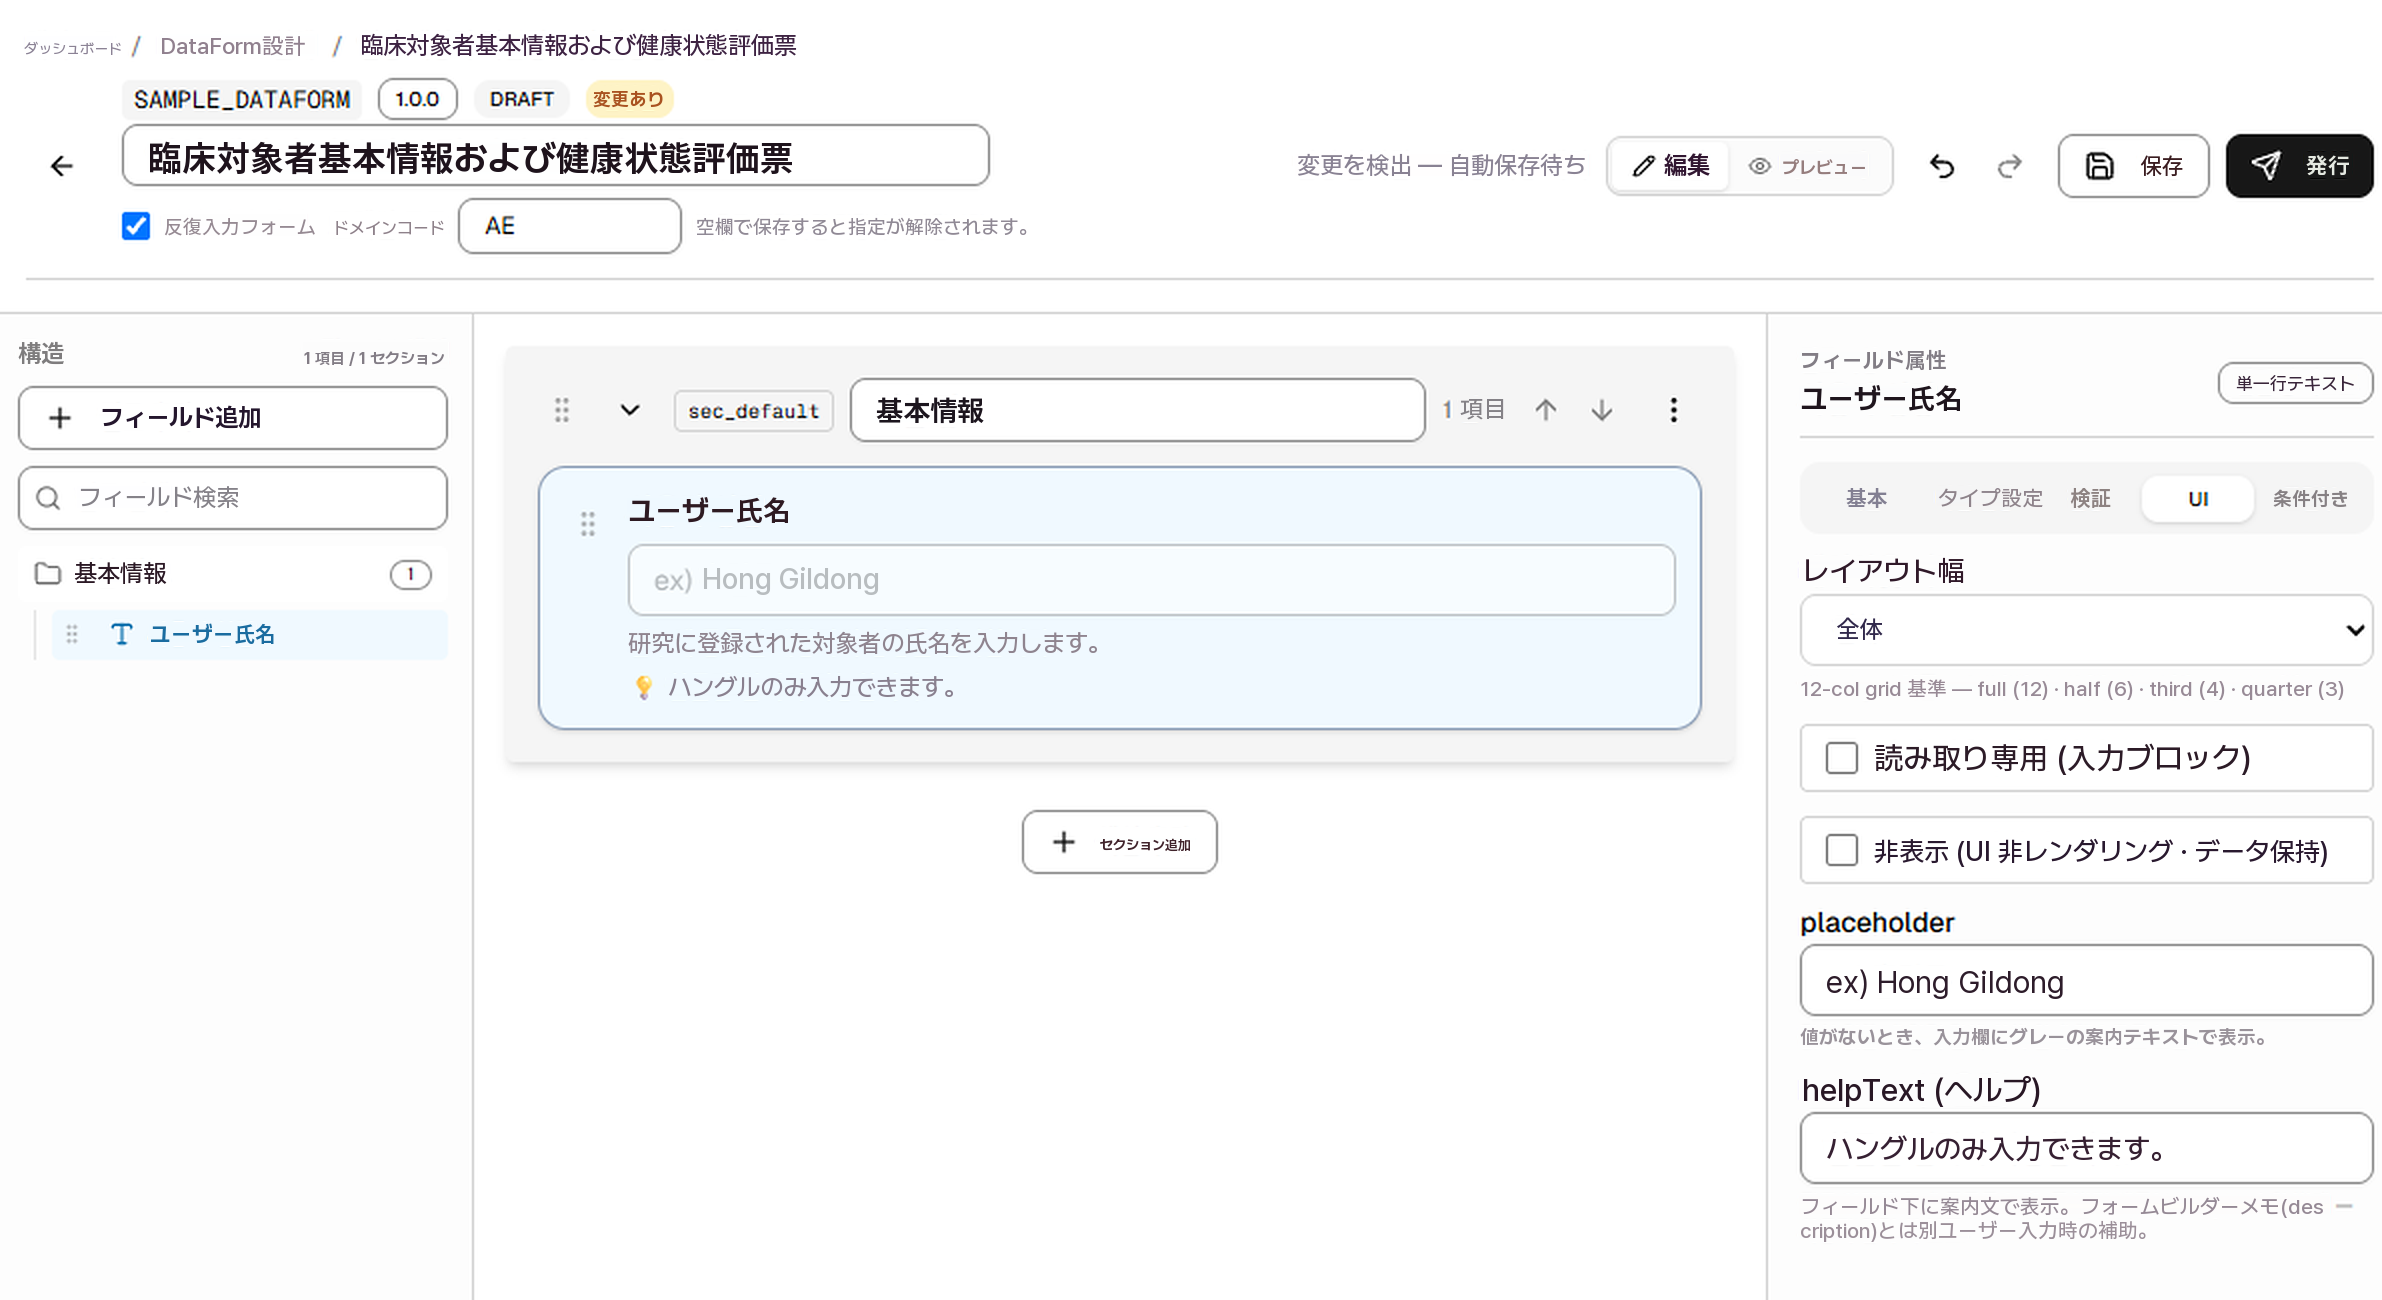 ダッシュボード / DataForm設計 / 臨床対象者基本情報および健康状態評価票
SAMPLE_DATAFORM 1.0.0 DRAFT 変更あり
臨床対象者基本情報および健康状態評価票
変更を検出 — 自動保存待ち 編集 プレビュー 保存 発行
反復入力フォーム ドメインコード AE 空欄で保存すると指定が解除されます。
構造 1 項目 / 1 セクション
フィールド追加
フィールド検索
基本情報 1
ユーザー氏名
sec_default 基本情報 1 項目
ユーザー氏名
ex) Hong Gildong
研究に登録された対象者の氏名を入力します。
ハングルのみ入力できます。
セクション追加
フィールド属性
ユーザー氏名 単一行テキスト
基本 タイプ設定 検証 UI 条件付き
レイアウト幅
全体
12-col grid 基準 — full (12) · half (6) · third (4) · quarter (3)
読み取り専用 (入力ブロック)
非表示 (UI 非レンダリング · データ保持)
placeholder
ex) Hong Gildong
値がないとき、入力欄にグレーの案内テキストで表示。
helpText (ヘルプ)
ハングルのみ入力できます。
フィールド下に案内文で表示。フォームビルダーメモ(des —
cription)とは別ユーザー入力時の補助。